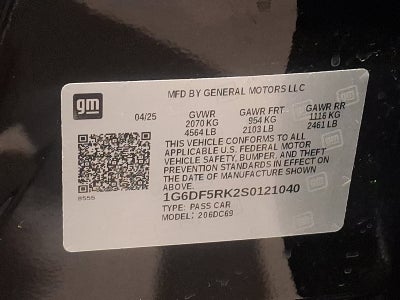 gm
MFD BY GENERAL MOTORS LLC
04/25 GVWR GAWR FRT GAWR RR
2070 KG 954 KG 1116 KG
4564 LB 2103 LB 2461 LB
THIS VEHICLE CONFORMS TO ALL
APPLICABLE U.S. FEDERAL MOTOR
VEHICLE SAFETY, BUMPER, AND THEFT
PREVENTION STANDARDS IN EFFECT ON
THE DATE OF MANUFACTURE SHOWN
ABOVE.
1G6DF5RK2S0121040
8555
TYPE: PASS CAR
MODEL: 206DC69